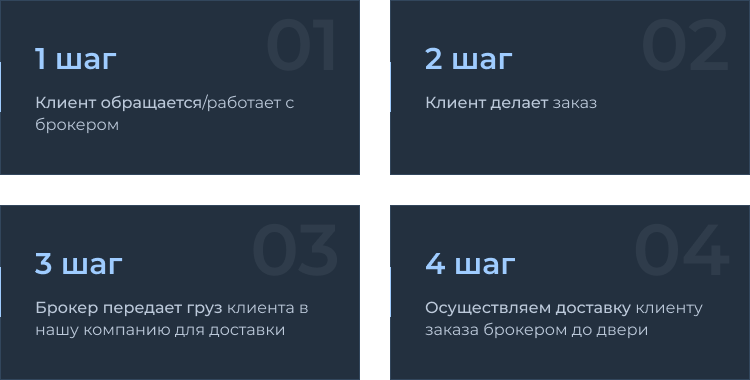 01
1 шаг
Клиент обращается/работает с
брокером
02
2 шаг
Клиент делает заказ
03
3 шаг
Брокер передает груз клиента в
нашу компанию для доставки
04
4 шаг
Осуществляем доставку клиенту
заказа брокером до двери